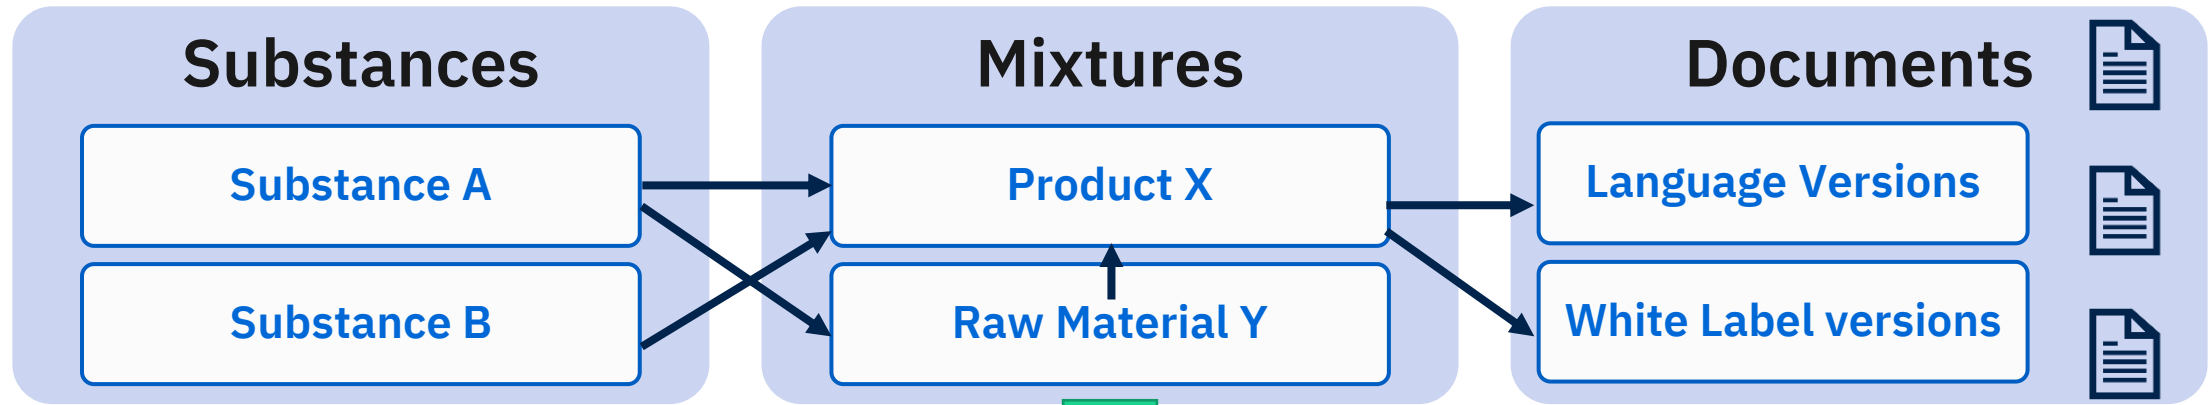 Substances
Substance A
Substance B
Mixtures
Product X
Raw Material Y
Documents
Language Versions
White Label versions